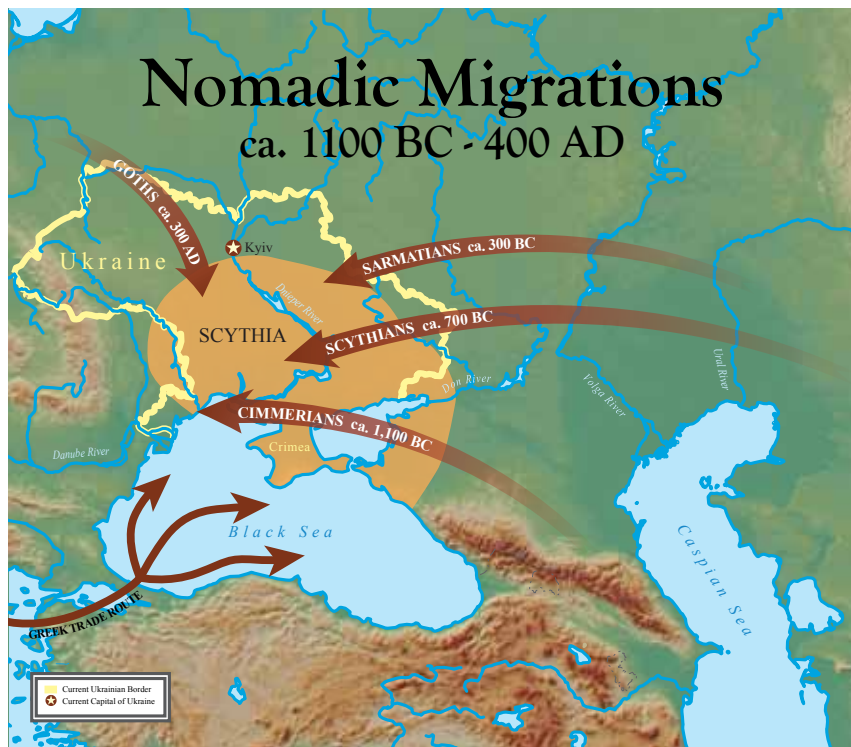 Nomadic Migrations
ca. 1100 BC - 400 AD
GOTHS ca. 300 AD
Kyiv
Ukraine
SARMATIANS ca. 300 BC
Dnieper River
SCYTHIA
SCYTHIANS ca. 700 BC
Don River
Volga River
Ural River
CIMMERIANS ca. 1,100 BC
Crimea
Danube River
Black Sea
Caspian Sea
GREEK TRADE ROUTE
Current Ukrainian Border
Current Capital of Ukraine